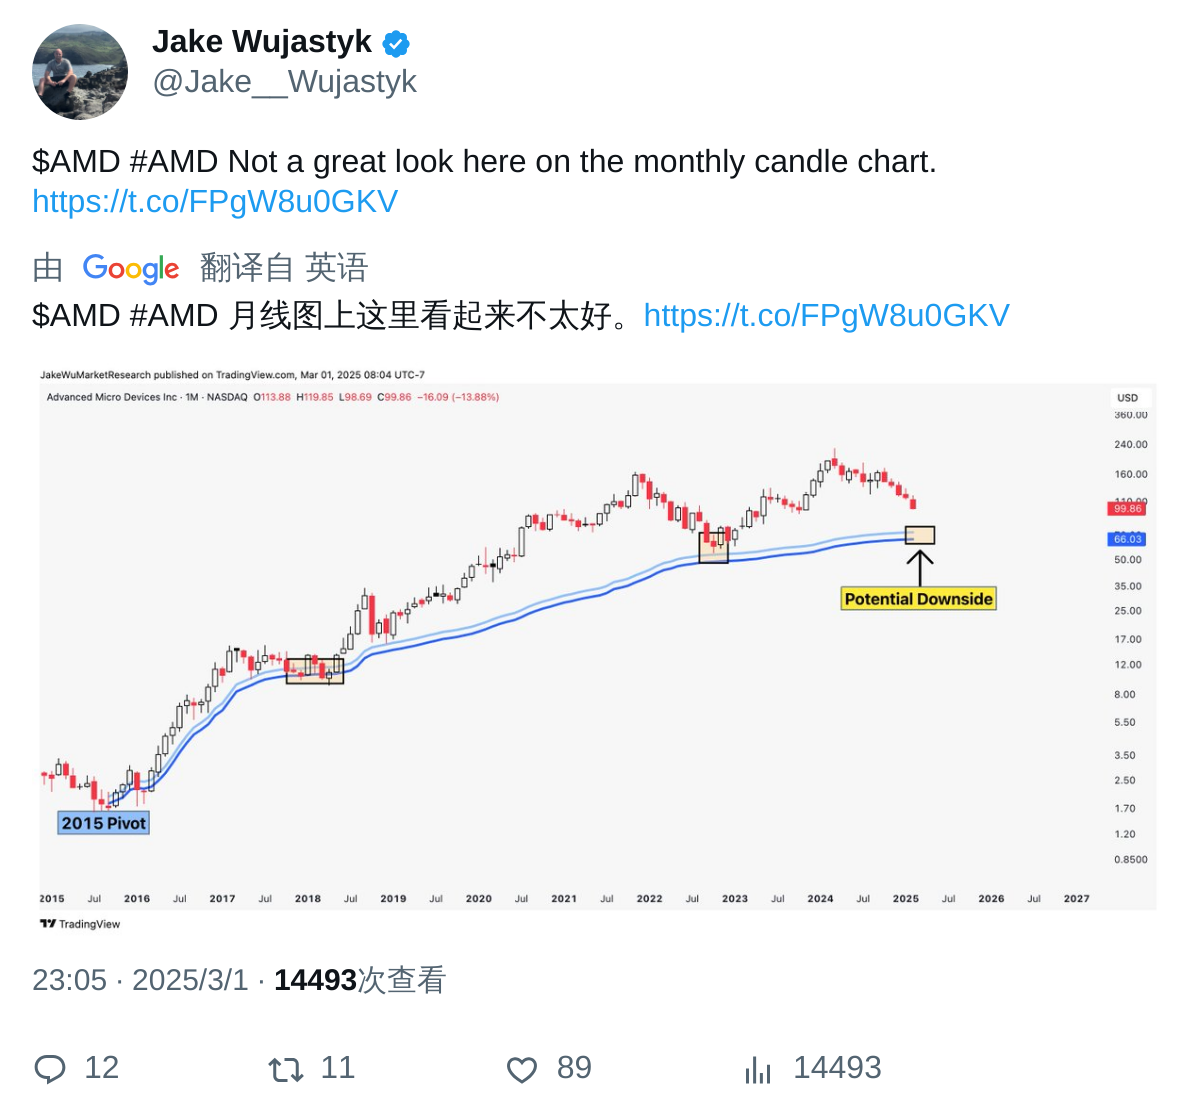 Jake Wujastyk
@Jake__Wujastyk
$AMD #AMD Not a great look here on the monthly candle chart.
https://t.co/FPgW8u0GKV
由 Google 翻译自 英语
$AMD #AMD 月线图上这里看起来不太好。https://t.co/FPgW8u0GKV
JakeWuMarketResearch published on TradingView.com, Mar 01, 2025 08:04 UTC-7
Advanced Micro Devices Inc · 1M · NASDAQ O113.88 H119.85 L98.69 C99.86 −16.09 (−13.88%)
USD
360.00
240.00
160.00
110.00
99.86
66.03
50.00
35.00
25.00
17.00
12.00
8.00
5.50
3.50
2.50
1.70
1.20
0.8500
Potential Downside
2015 Pivot
2015 Jul 2016 Jul 2017 Jul 2018 Jul 2019 Jul 2020 Jul 2021 Jul 2022 Jul 2023 Jul 2024 Jul 2025 Jul 2026 Jul 2027
TradingView
23:05 · 2025/3/1 · 14493次查看
12 11 89 14493